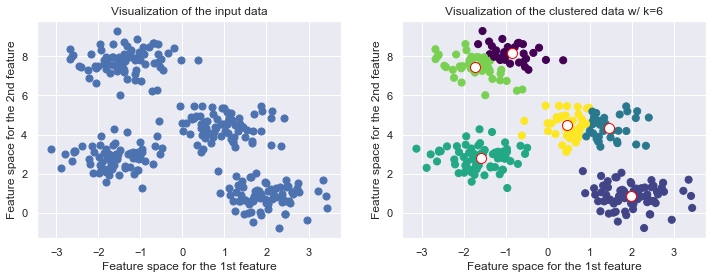 Visualization of the input data
Feature space for the 2nd feature
8
6
4
2
0
−3 −2 −1 0 1 2 3
Feature space for the 1st feature
Visualization of the clustered data w/ k=6
Feature space for the 2nd feature
8
6
4
2
0
−3 −2 −1 0 1 2 3
Feature space for the 1st feature